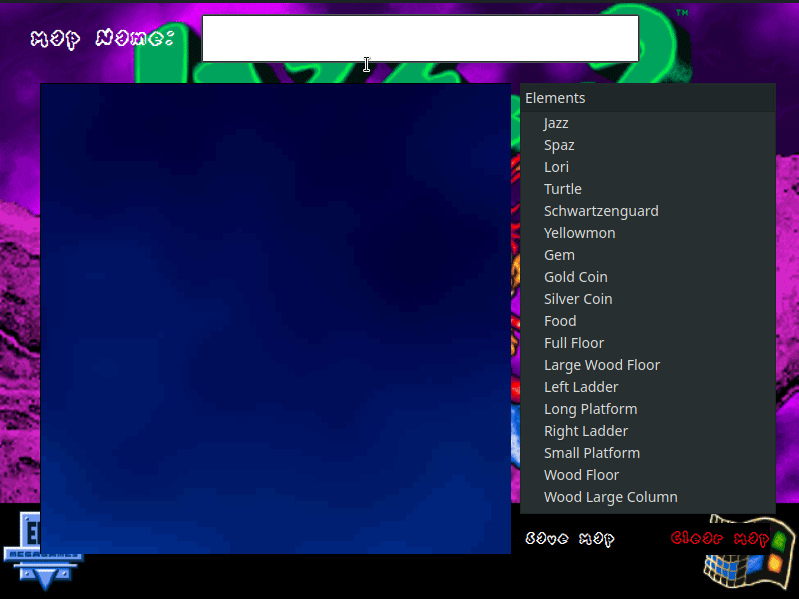 TM
Map Name:
Elements
Jazz
Spaz
Lori
Turtle
Schwartzenguard
Yellowmon
Gem
Gold Coin
Silver Coin
Food
Full Floor
Large Wood Floor
Left Ladder
Long Platform
Right Ladder
Small Platform
Wood Floor
Wood Large Column
Save Map
Clear Map